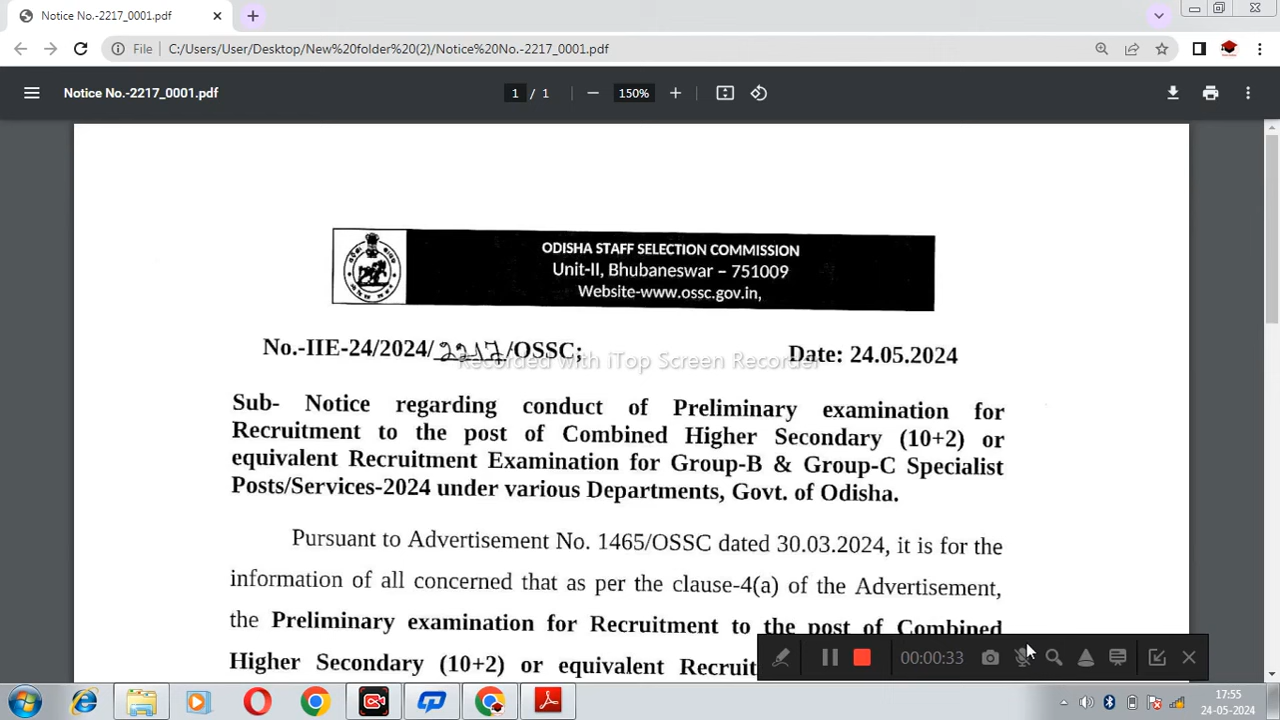 Notice No.-2217_0001.pdf
File C:/Users/User/Desktop/New%20folder%20(2)/Notice%20No.-2217_0001.pdf
Notice No.-2217_0001.pdf
1 / 1
150%
ODISHA STAFF SELECTION COMMISSION
Unit-II, Bhubaneswar – 751009
Website-www.ossc.gov.in,
No.-IIE-24/2024/2217/OSSC;
Date: 24.05.2024
Recorded with iTop Screen Recorder
Sub- Notice regarding conduct of Preliminary examination for
Recruitment to the post of Combined Higher Secondary (10+2) or
equivalent Recruitment Examination for Group-B & Group-C Specialist
Posts/Services-2024 under various Departments, Govt. of Odisha.
Pursuant to Advertisement No. 1465/OSSC dated 30.03.2024, it is for the
information of all concerned that as per the clause-4(a) of the Advertisement,
the Preliminary examination for Recruitment to the post of Combined
Higher Secondary (10+2) or equivalent Recruit
00:00:33
17:55
24-05-2024